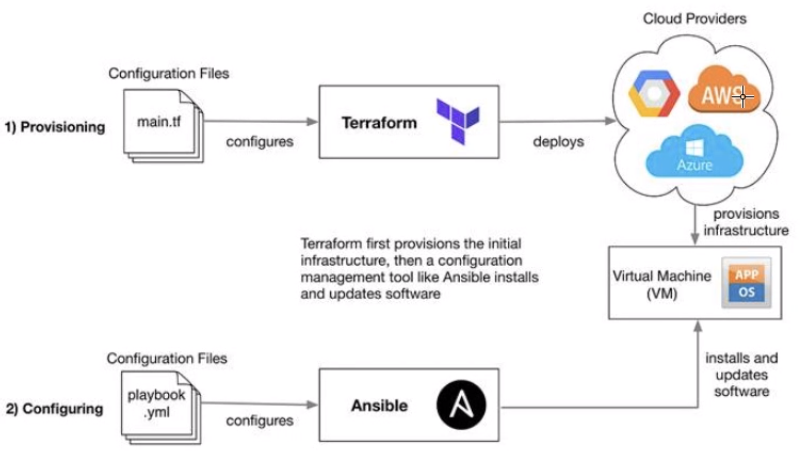 Cloud Providers
Configuration Files
1) Provisioning
main.tf
configures
Terraform
deploys
AWS
Azure
provisions
infrastructure
Terraform first provisions the initial
infrastructure, then a configuration
management tool like Ansible installs
and updates software
Virtual Machine
(VM)
APP
OS
Configuration Files
2) Configuring
playbook
.yml
configures
Ansible
A
installs and
updates
software